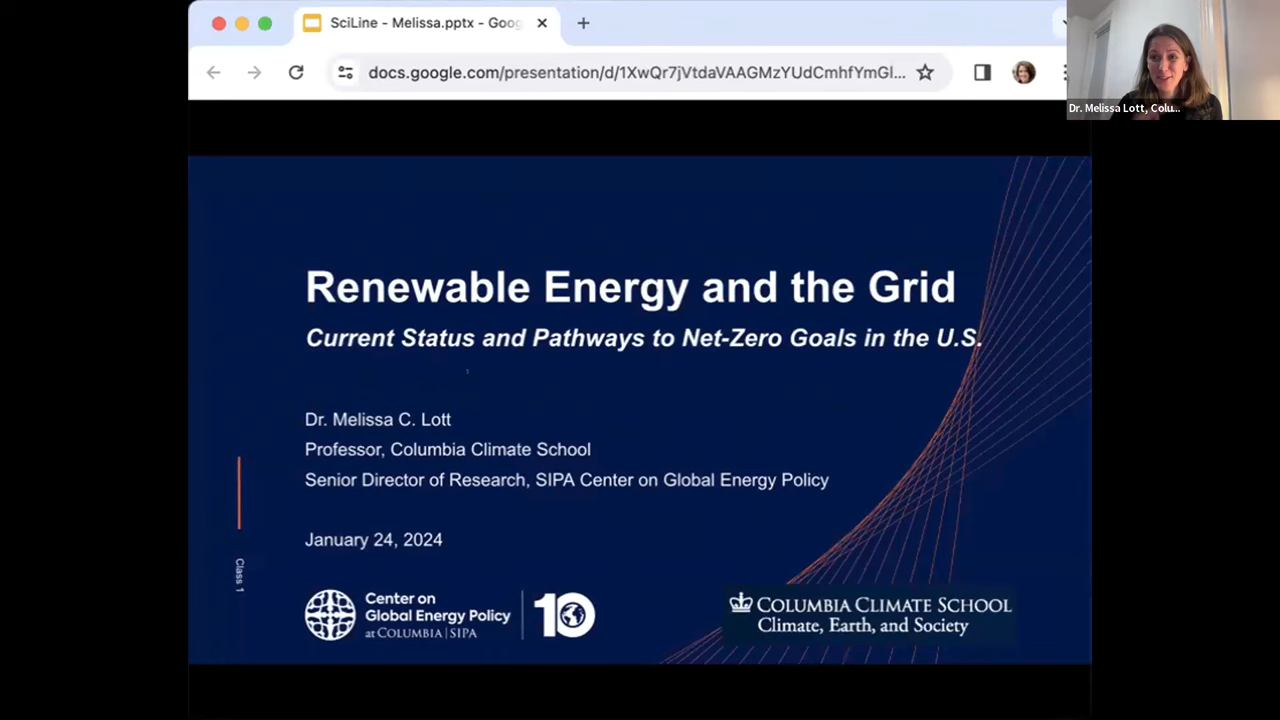 SciLine - Melissa.pptx - Goog
docs.google.com/presentation/d/1XwQr7jVtdaVAAGMzYUdCmhfYmGl...
Dr. Melissa Lott, Colu...
Renewable Energy and the Grid
Current Status and Pathways to Net-Zero Goals in the U.S.
Dr. Melissa C. Lott
Professor, Columbia Climate School
Senior Director of Research, SIPA Center on Global Energy Policy
January 24, 2024
Class 1
Center on
Global Energy Policy
at COLUMBIA | SIPA
10
COLUMBIA CLIMATE SCHOOL
Climate, Earth, and Society